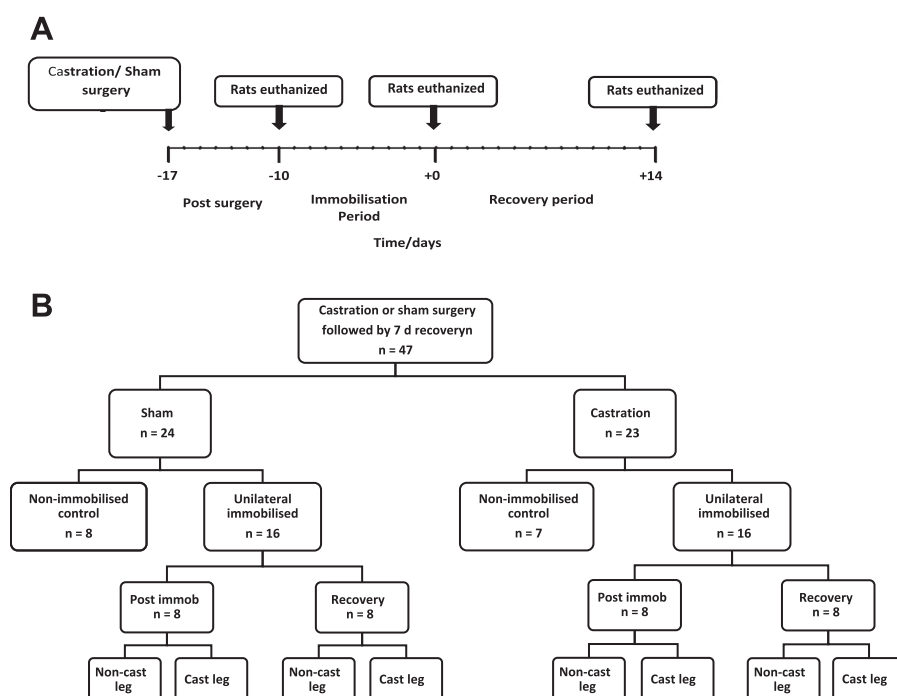 A
Castration/ Sham
surgery
Rats euthanized
Rats euthanized
Rats euthanized
-17
-10
+0
+14
Post surgery
Immobilisation
Period
Recovery period
Time/days
B
Castration or sham surgery
followed by 7 d recoveryn
n = 47
Sham
n = 24
Castration
n = 23
Non-immobilised
control
n = 8
Unilateral
immobilised
n = 16
Non-immobilised
control
n = 7
Unilateral
immobilised
n = 16
Post immob
n = 8
Recovery
n = 8
Post immob
n = 8
Recovery
n = 8
Non-cast
leg
Cast leg
Non-cast
leg
Cast leg
Non-cast
leg
Cast leg
Non-cast
leg
Cast leg